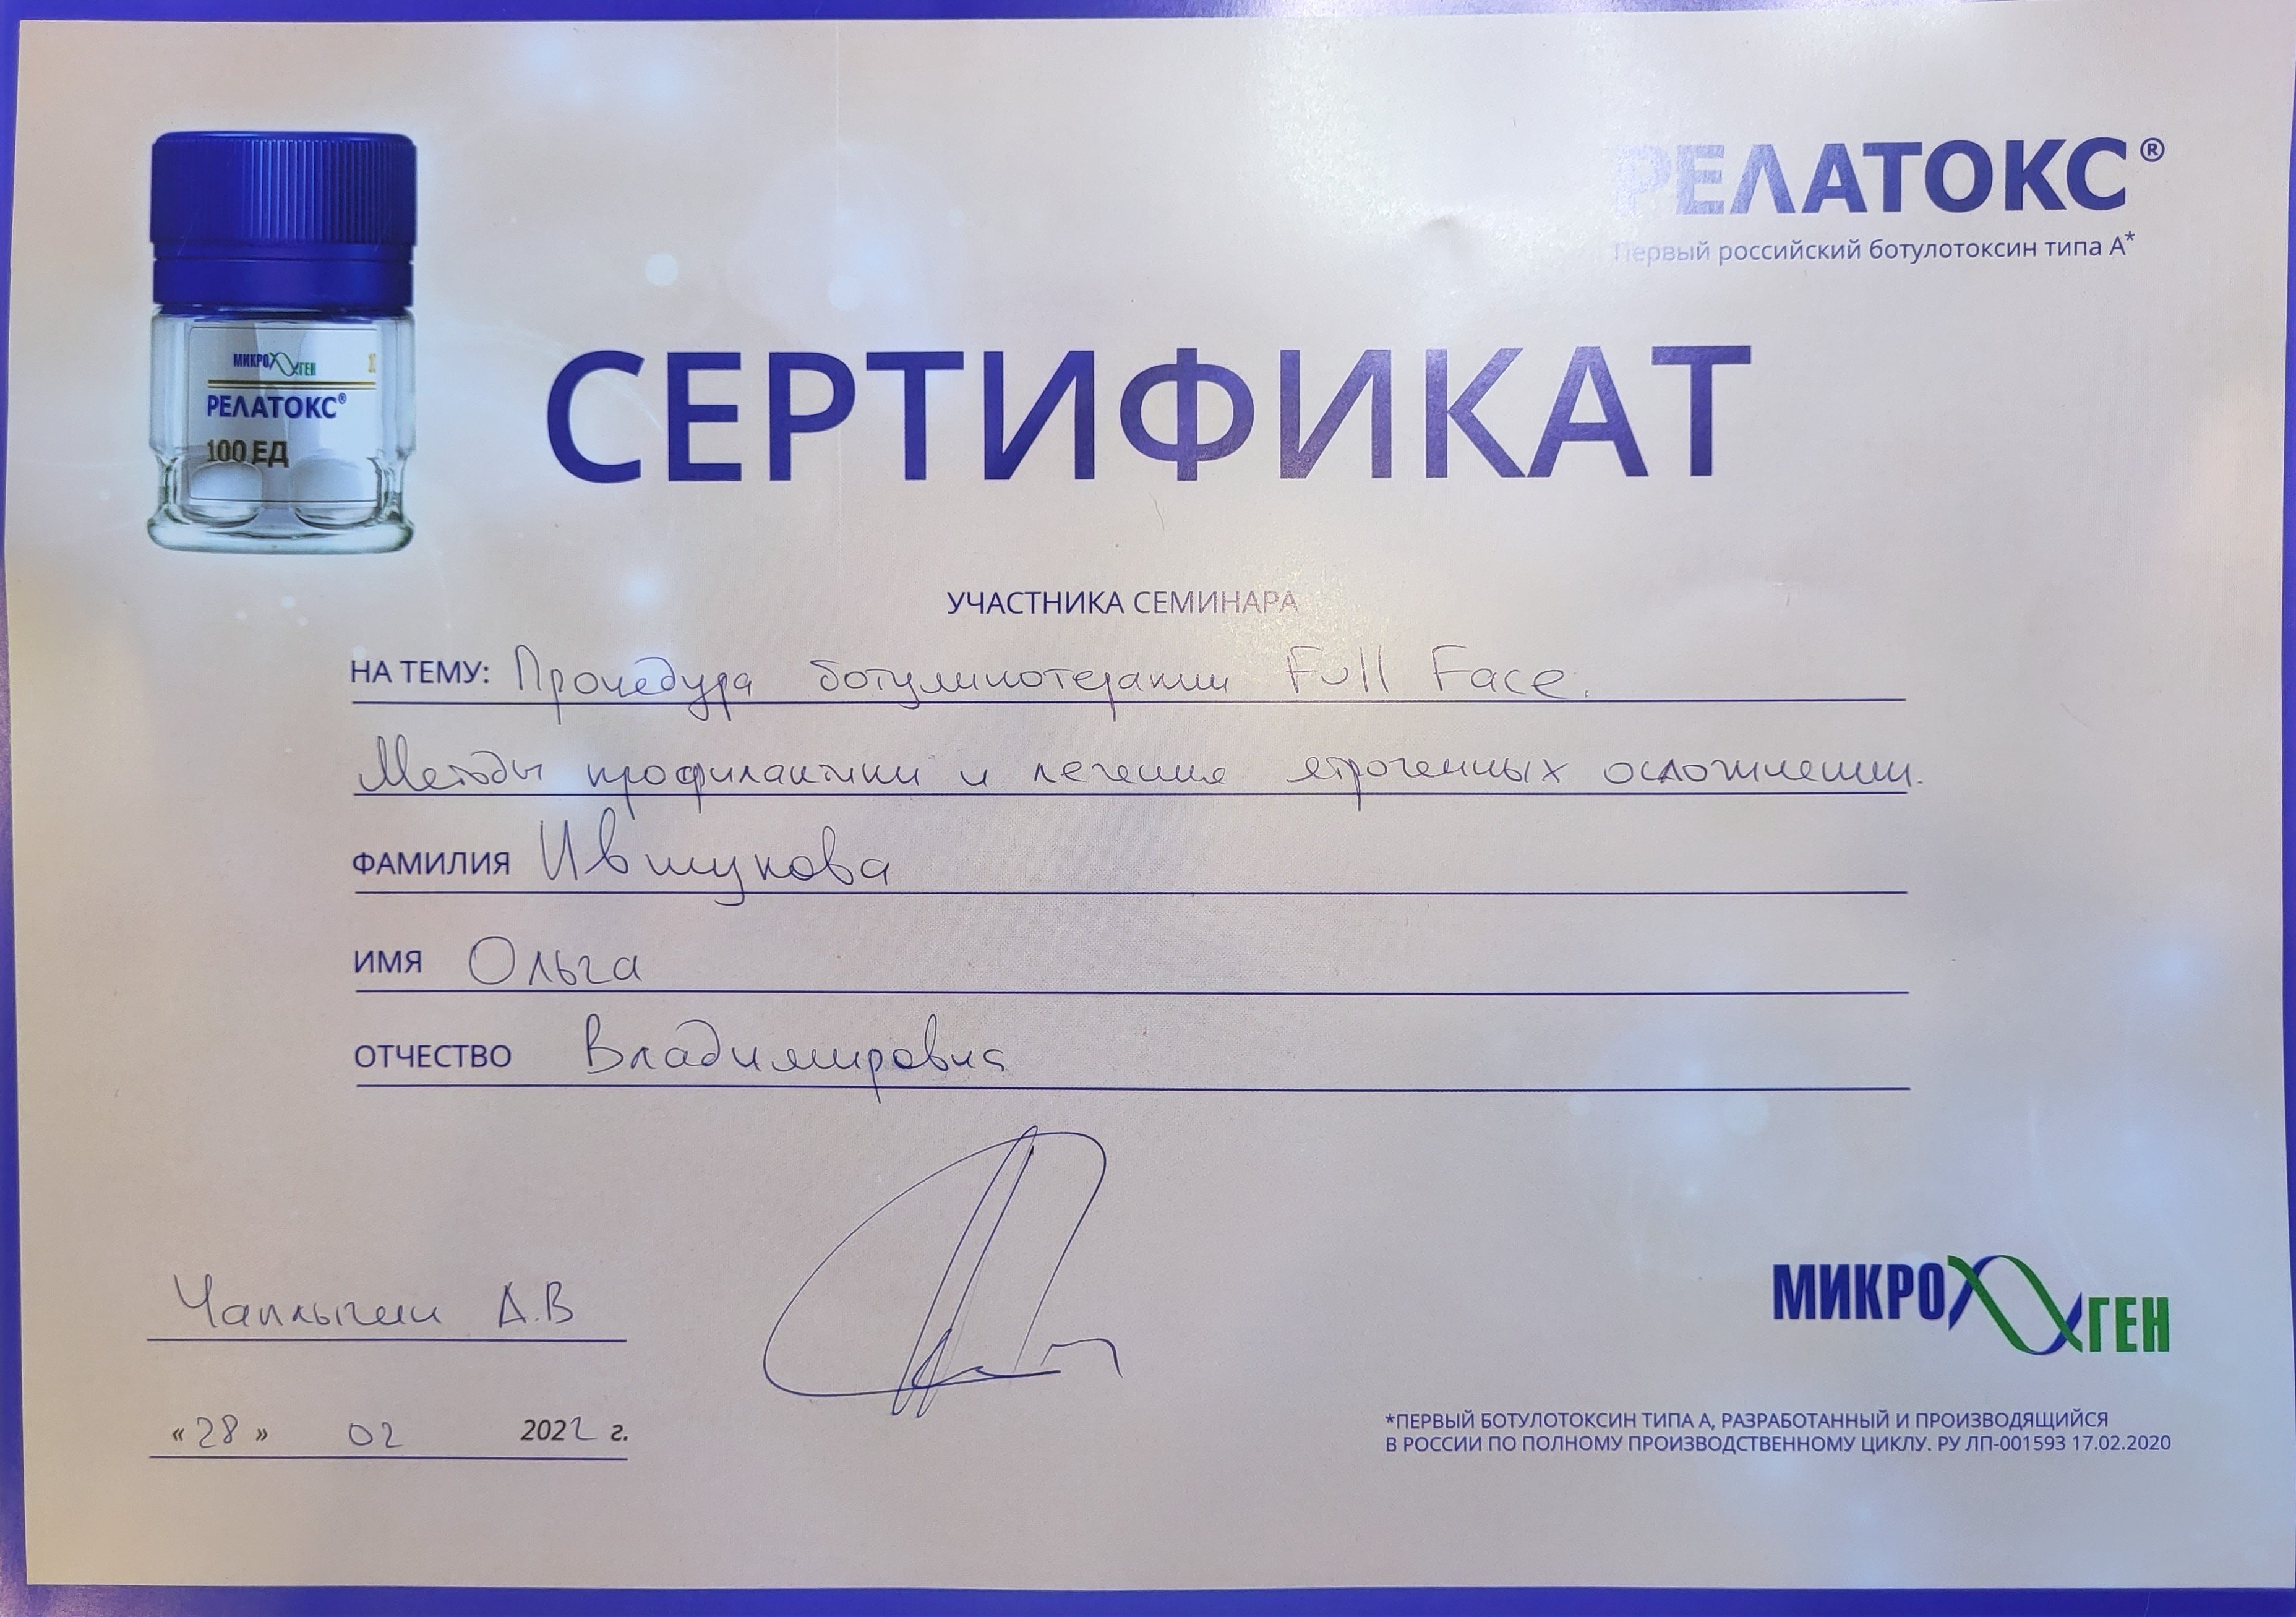 РЕЛАТОКС®
Первый российский ботулотоксин типа А*
МИКРОГЕН
РЕЛАТОКС®
100 ЕД
СЕРТИФИКАТ
УЧАСТНИКА СЕМИНАРА
НА ТЕМУ: Процедура ботулинотерапии Full Face.
Методы профилактики и лечения ятрогенных осложнений.
ФАМИЛИЯ Ившукова
ИМЯ Ольга
ОТЧЕСТВО Владимировна
Чаплыгин А.В
«28» 02 2022 г.
МИКРОГЕН
*ПЕРВЫЙ БОТУЛОТОКСИН ТИПА А, РАЗРАБОТАННЫЙ И ПРОИЗВОДЯЩИЙСЯ
В РОССИИ ПО ПОЛНОМУ ПРОИЗВОДСТВЕННОМУ ЦИКЛУ. РУ ЛП-001593 17.02.2020